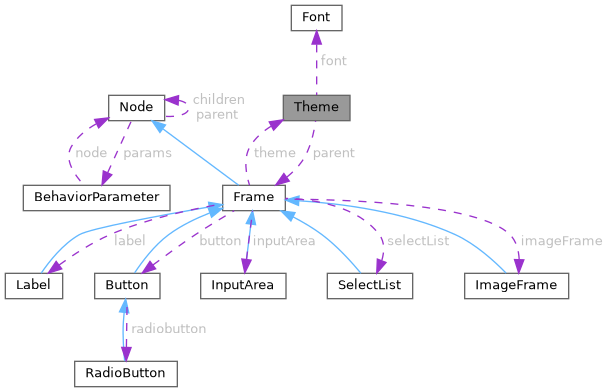 Font
font
Node
children
parent
Theme
node
params
theme
parent
BehaviorParameter
Frame
label
button
inputArea
selectList
imageFrame
Label
Button
InputArea
SelectList
ImageFrame
radiobutton
RadioButton